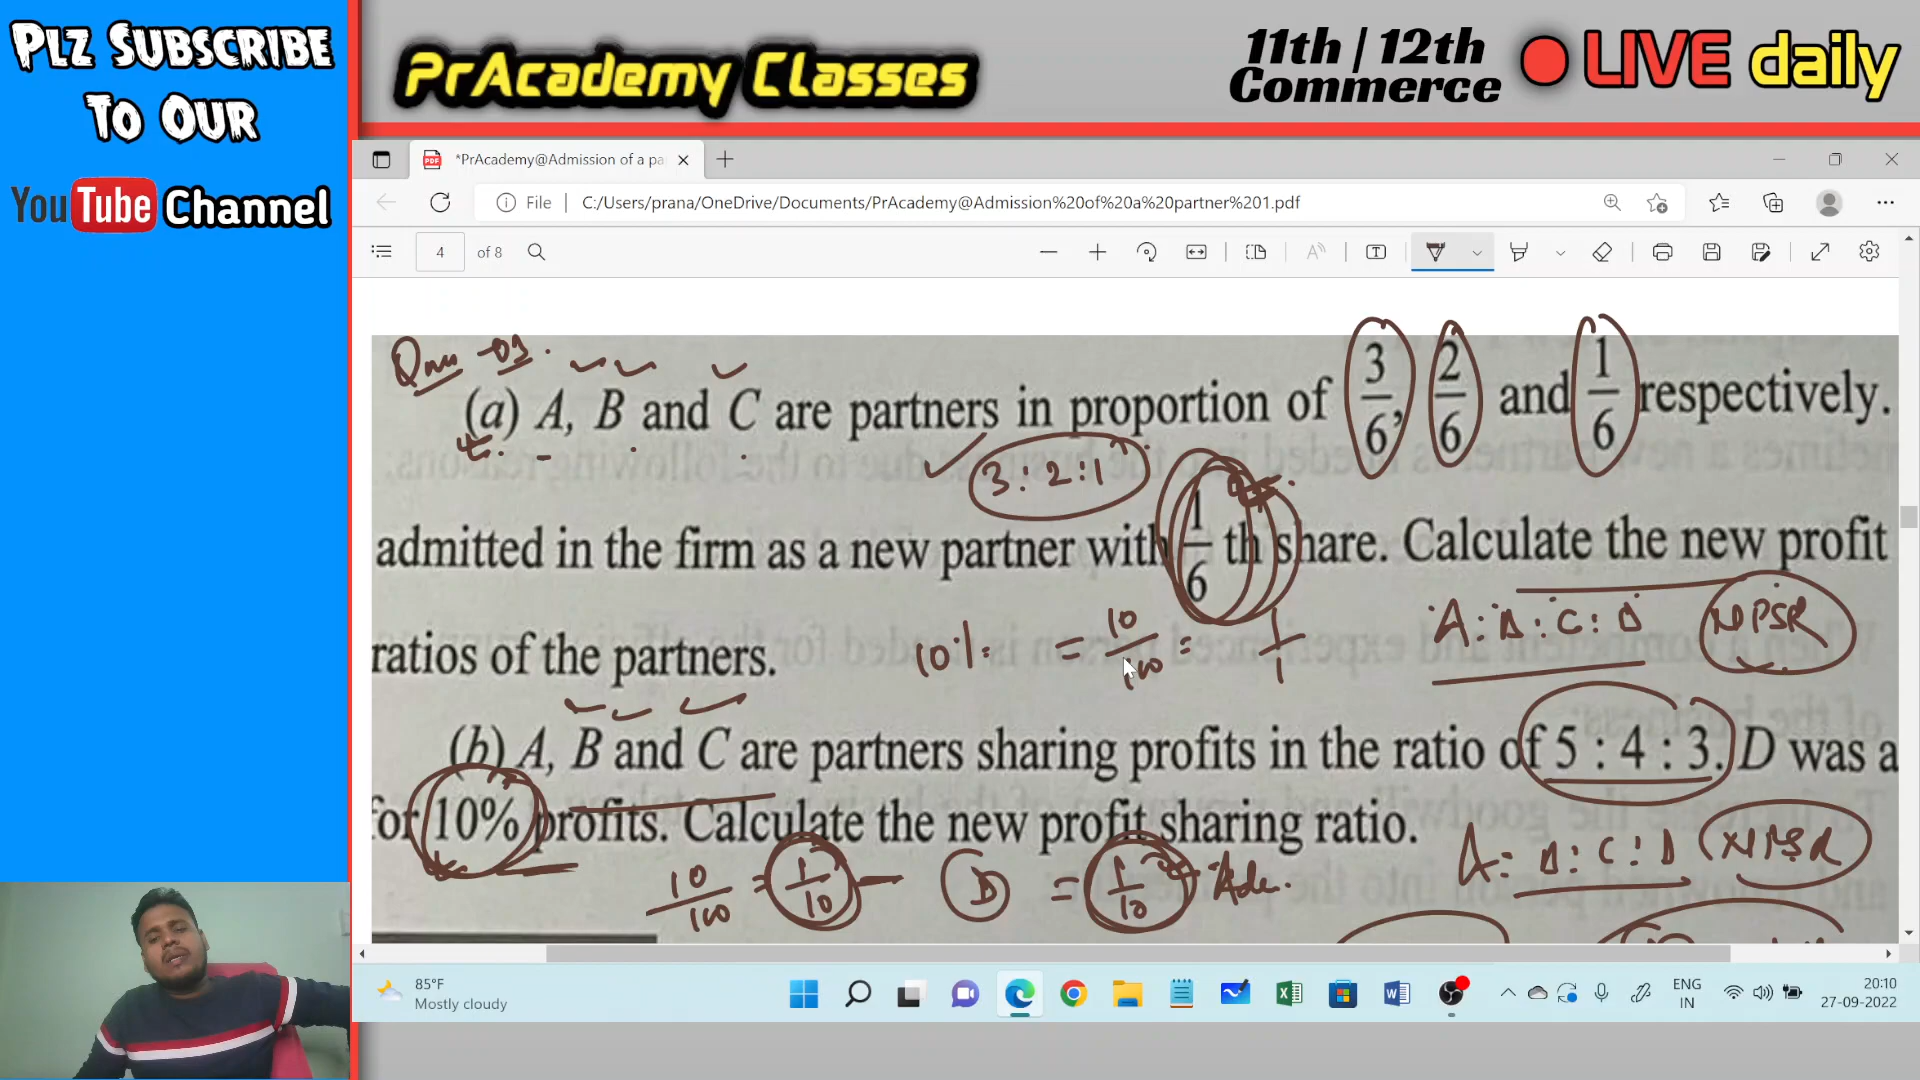 PLZ SUBSCRIBE
TO OUR
YouTube Channel
PrAcademy Classes
11th | 12th
Commerce
LIVE daily
*PrAcademy@Admission of a pa
File
C:/Users/prana/OneDrive/Documents/PrAcademy@Admission%20of%20a%20partner%201.pdf
4 of 8
Ques -03.
(a) A, B and C are partners in proportion of 3/6, 2/6 and 1/6 respectively.
3 : 2 : 1
admitted in the firm as a new partner with 1/6 th share. Calculate the new profit
A : B : C : D NPSR
ratios of the partners.
10% = 10/100 = 1/1
(b) A, B and C are partners sharing profits in the ratio of 5 : 4 : 3. D was a
for 10% profits. Calculate the new profit sharing ratio.
A : B : C : D NPSR
10/100 = 1/10 D = 1/10
85°F
Mostly cloudy
ENG
IN
20:10
27-09-2022